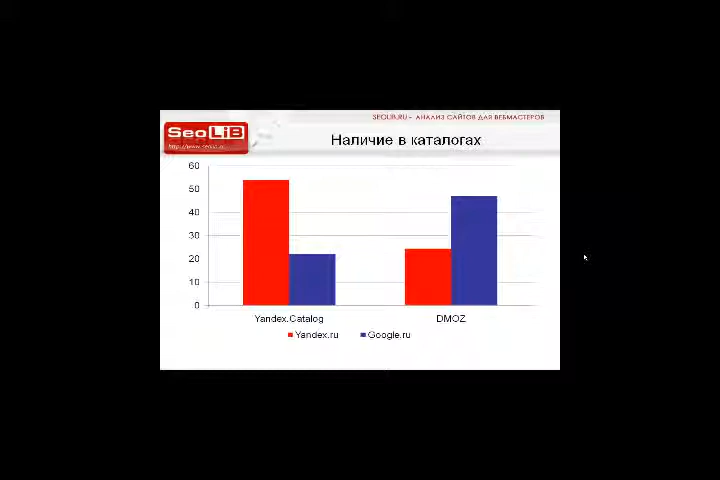 SEOLIB.RU - АНАЛИЗ САЙТОВ ДЛЯ ВЕБМАСТЕРОВ
SeoLiB
Наличие в каталогах
60
50
40
30
20
10
0
Yandex.Catalog DMOZ
Yandex.ru Google.ru